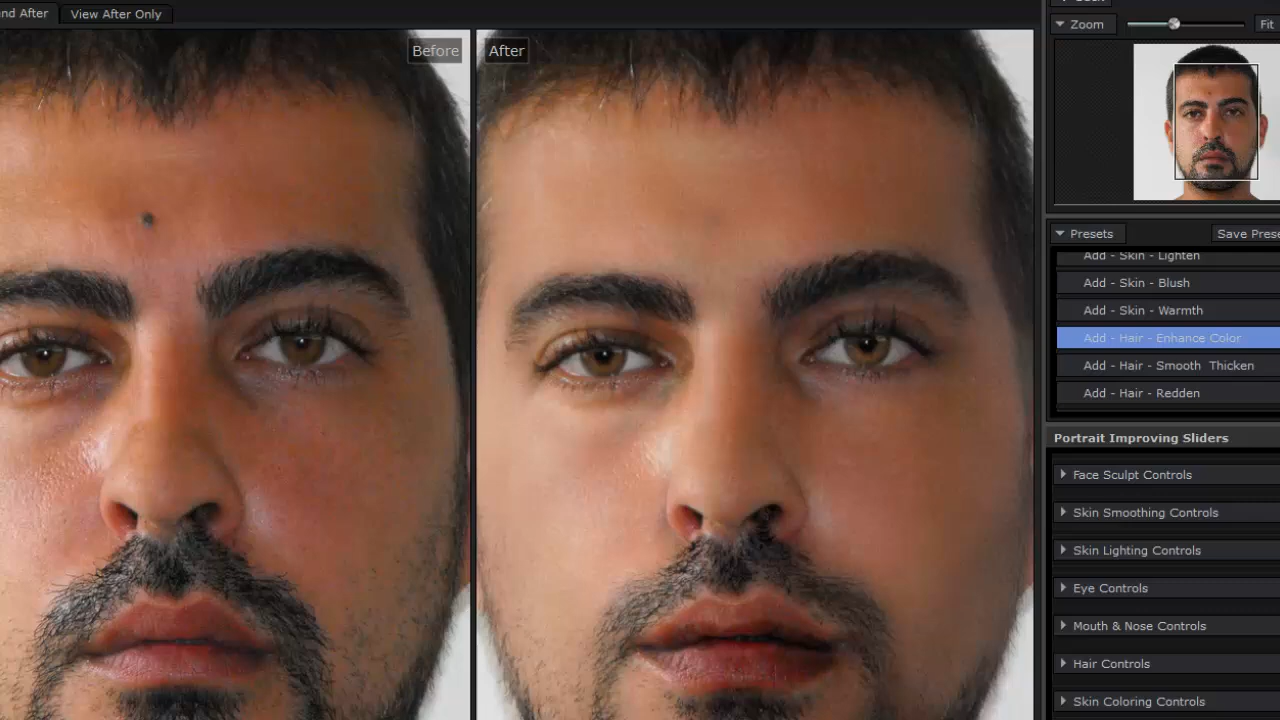 nd After
View After Only
Before
After
Zoom
Fit
Presets
Save Prese
Add - Skin - Lighten
Add - Skin - Blush
Add - Skin - Warmth
Add - Hair - Enhance Color
Add - Hair - Smooth Thicken
Add - Hair - Redden
Portrait Improving Sliders
Face Sculpt Controls
Skin Smoothing Controls
Skin Lighting Controls
Eye Controls
Mouth & Nose Controls
Hair Controls
Skin Coloring Controls